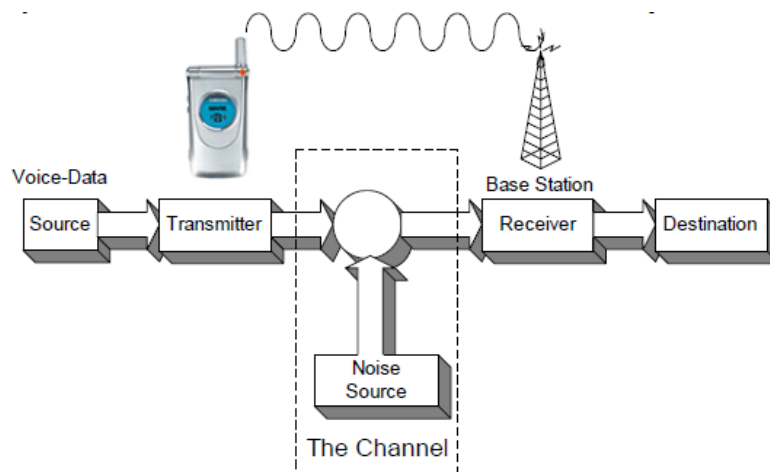 Voice-Data
Base Station
Source
Transmitter
Receiver
Destination
Noise
Source
The Channel